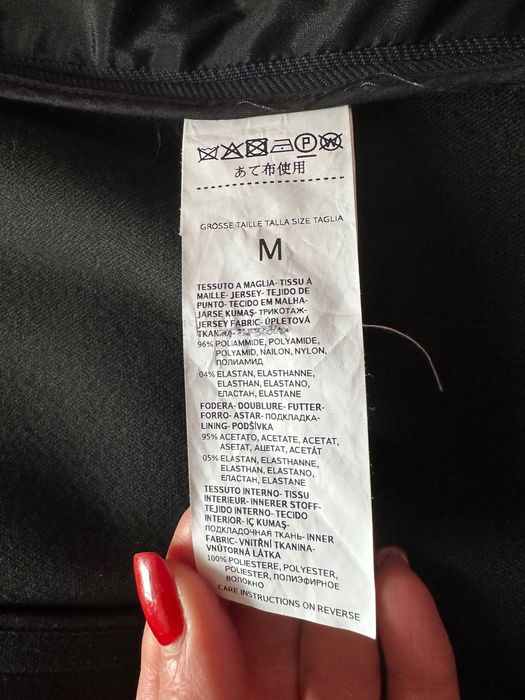 P W
あて布使用
GROSSE TAILLE TALLA SIZE TAGLIA
M
TESSUTO A MAGLIA- TISSU À
MAILLE- JERSEY- TEJIDO DE
PUNTO- TECIDO EM MALHA-
JARSE KUMAŞ- ТРИКОТАЖ-
JERSEY FABRIC- ÚPLETOVÁ
TKANINA
96% POLIAMMIDE, POLYAMIDE,
POLYAMID, NAILON, NYLON,
ПОЛИАМИД
04% ELASTAN, ELASTHANNE,
ELASTHAN, ELASTANO,
ЕЛАСТАН, ELASTANE
FODERA- DOUBLURE- FUTTER-
FORRO- ASTAR- ПОДКЛАДКА-
LINING- PODŠÍVKA
95% ACETATO, ACETATE, ACETAT,
ASETAT, АЦЕТАТ, ACETÁT
05% ELASTAN, ELASTHANNE,
ELASTHAN, ELASTANO,
ЕЛАСТАН, ELASTANE
TESSUTO INTERNO- TISSU
INTERIEUR- INNERER STOFF-
TEJIDO INTERNO- TECIDO
INTERIOR- IÇ KUMAŞ-
ПОДКЛАДОЧНАЯ ТКАНЬ- INNER
FABRIC- VNITŘNÍ TKANINA-
VNÚTORNÁ LÁTKA
100% POLIESTERE, POLYESTER,
POLIESTER, ПОЛИЭФИРНОЕ
ВОЛОКНО
CARE INSTRUCTIONS ON REVERSE